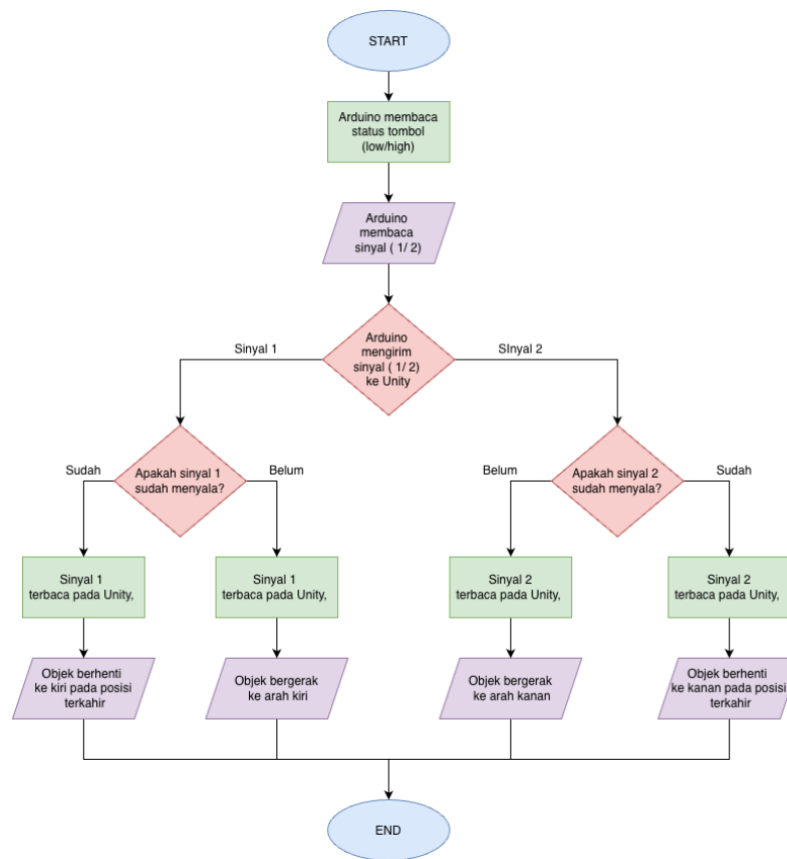 START
Arduino membaca
status tombol
(low/high)
Arduino
membaca
sinyal ( 1/ 2)
Sinyal 1
Arduino
mengirim
sinyal ( 1/ 2)
ke Unity
SInyal 2
Sudah
Apakah sinyal 1
sudah menyala?
Belum
Belum
Apakah sinyal 2
sudah menyala?
Sudah
Sinyal 1
terbaca pada Unity,
Sinyal 1
terbaca pada Unity,
Sinyal 2
terbaca pada Unity,
Sinyal 2
terbaca pada Unity,
Objek berhenti
ke kiri pada posisi
terkahir
Objek bergerak
ke arah kiri
Objek bergerak
ke arah kanan
Objek berhenti
ke kanan pada posisi
terkahir
END